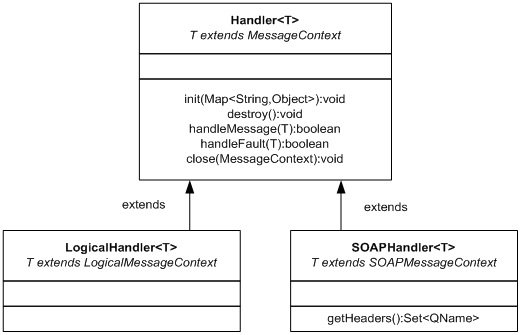 Handler<T>
T extends MessageContext
init(Map<String,Object>):void
destroy():void
handleMessage(T):boolean
handleFault(T):boolean
close(MessageContext):void
extends
extends
LogicalHandler<T>
T extends LogicalMessageContext
SOAPHandler<T>
T extends SOAPMessageContext
getHeaders():Set<QName>